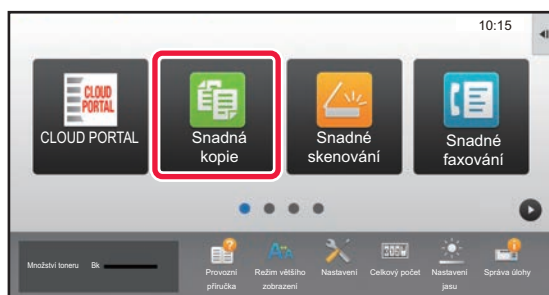 10:15
CLOUD
PORTAL
CLOUD PORTAL
Snadná
kopie
Snadné
skenování
Snadné
faxování
Množství toneru Bk
Provozní
příručka
Režim většího
zobrazení
Nastavení
Celkový počet
Nastavení
jasu
Správa úlohy